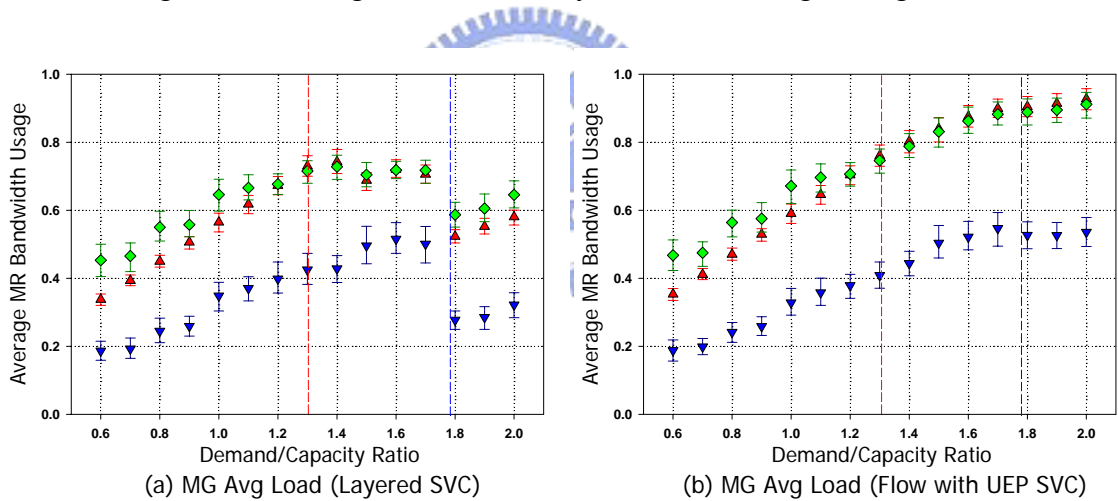 Average MR Bandwidth Usage
1.0
0.8
0.6
0.4
0.2
0.0
0.6 0.8 1.0 1.2 1.4 1.6 1.8 2.0
Demand/Capacity Ratio
(a) MG Avg Load (Layered SVC)
Average MR Bandwidth Usage
1.0
0.8
0.6
0.4
0.2
0.0
0.6 0.8 1.0 1.2 1.4 1.6 1.8 2.0
Demand/Capacity Ratio
(b) MG Avg Load (Flow with UEP SVC)